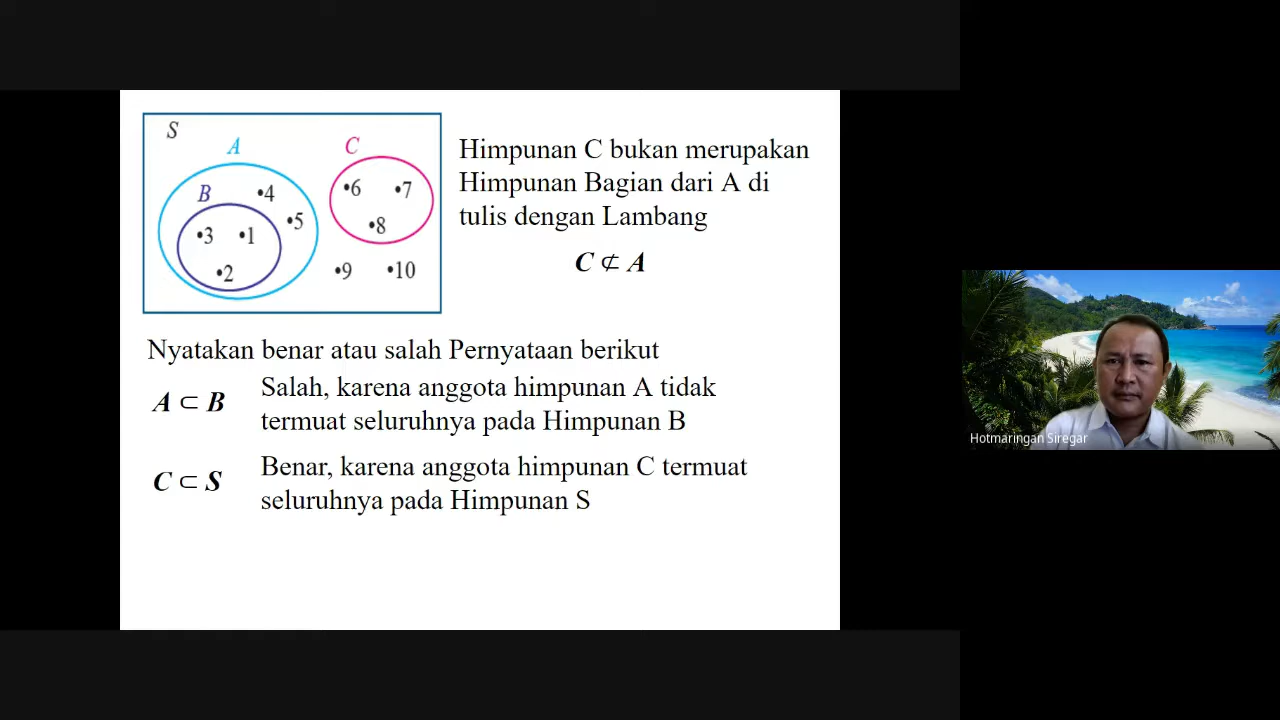 S
A
C
B
•4
•6
•7
•5
•8
•3
•1
•2
•9
•10
Himpunan C bukan merupakan
Himpunan Bagian dari A di
tulis dengan Lambang
C ⊄ A
Nyatakan benar atau salah Pernyataan berikut
A ⊂ B
Salah, karena anggota himpunan A tidak
termuat seluruhnya pada Himpunan B
C ⊂ S
Benar, karena anggota himpunan C termuat
seluruhnya pada Himpunan S
Hotmaringan Siregar